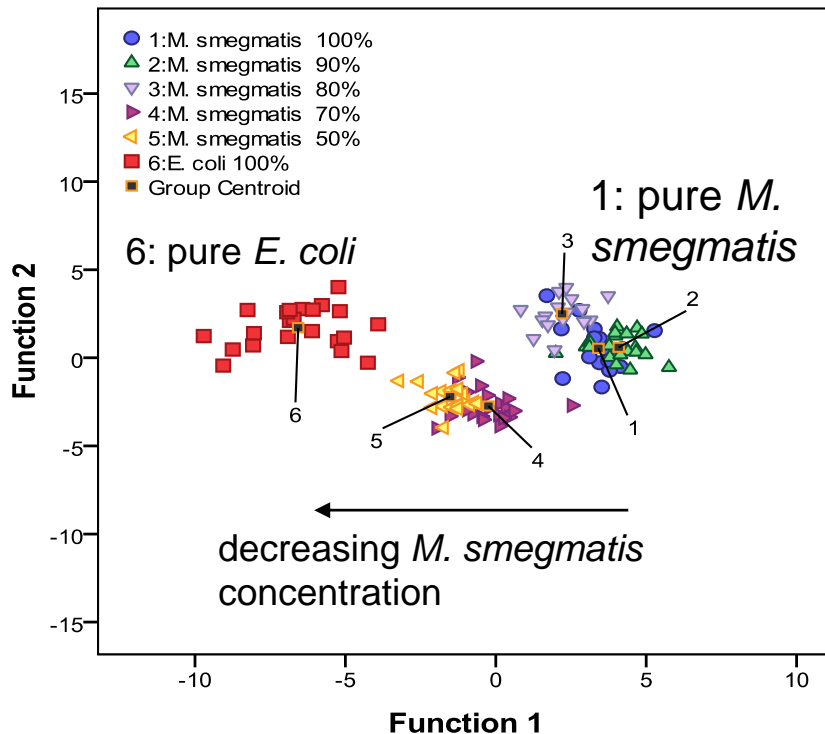 1:M. smegmatis 100%
2:M. smegmatis 90%
3:M. smegmatis 80%
4:M. smegmatis 70%
5:M. smegmatis 50%
6:E. coli 100%
Group Centroid
1: pure M.
smegmatis
6: pure E. coli
3
2
6
5
4
1
decreasing M. smegmatis
concentration
Function 2
15
10
5
0
-5
-10
-15
-10
-5
0
5
10
Function 1